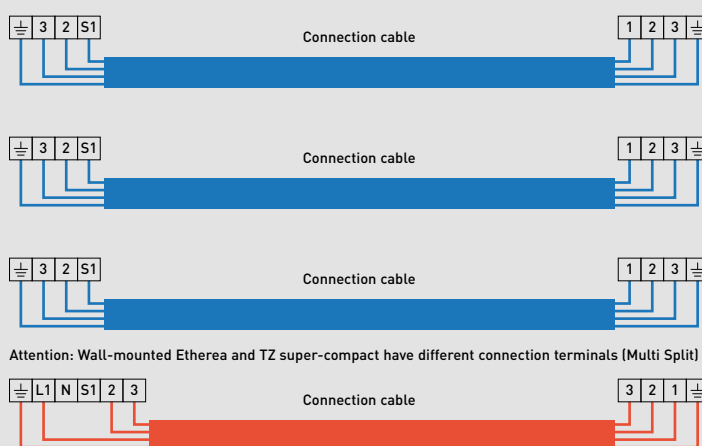 3 2 S1 Connection cable 1 2 3
3 2 S1 Connection cable 1 2 3
3 2 S1 Connection cable 1 2 3
Attention: Wall-mounted Etherea and TZ super-compact have different connection terminals (Multi Split)
L1 N S1 2 3 Connection cable 3 2 1